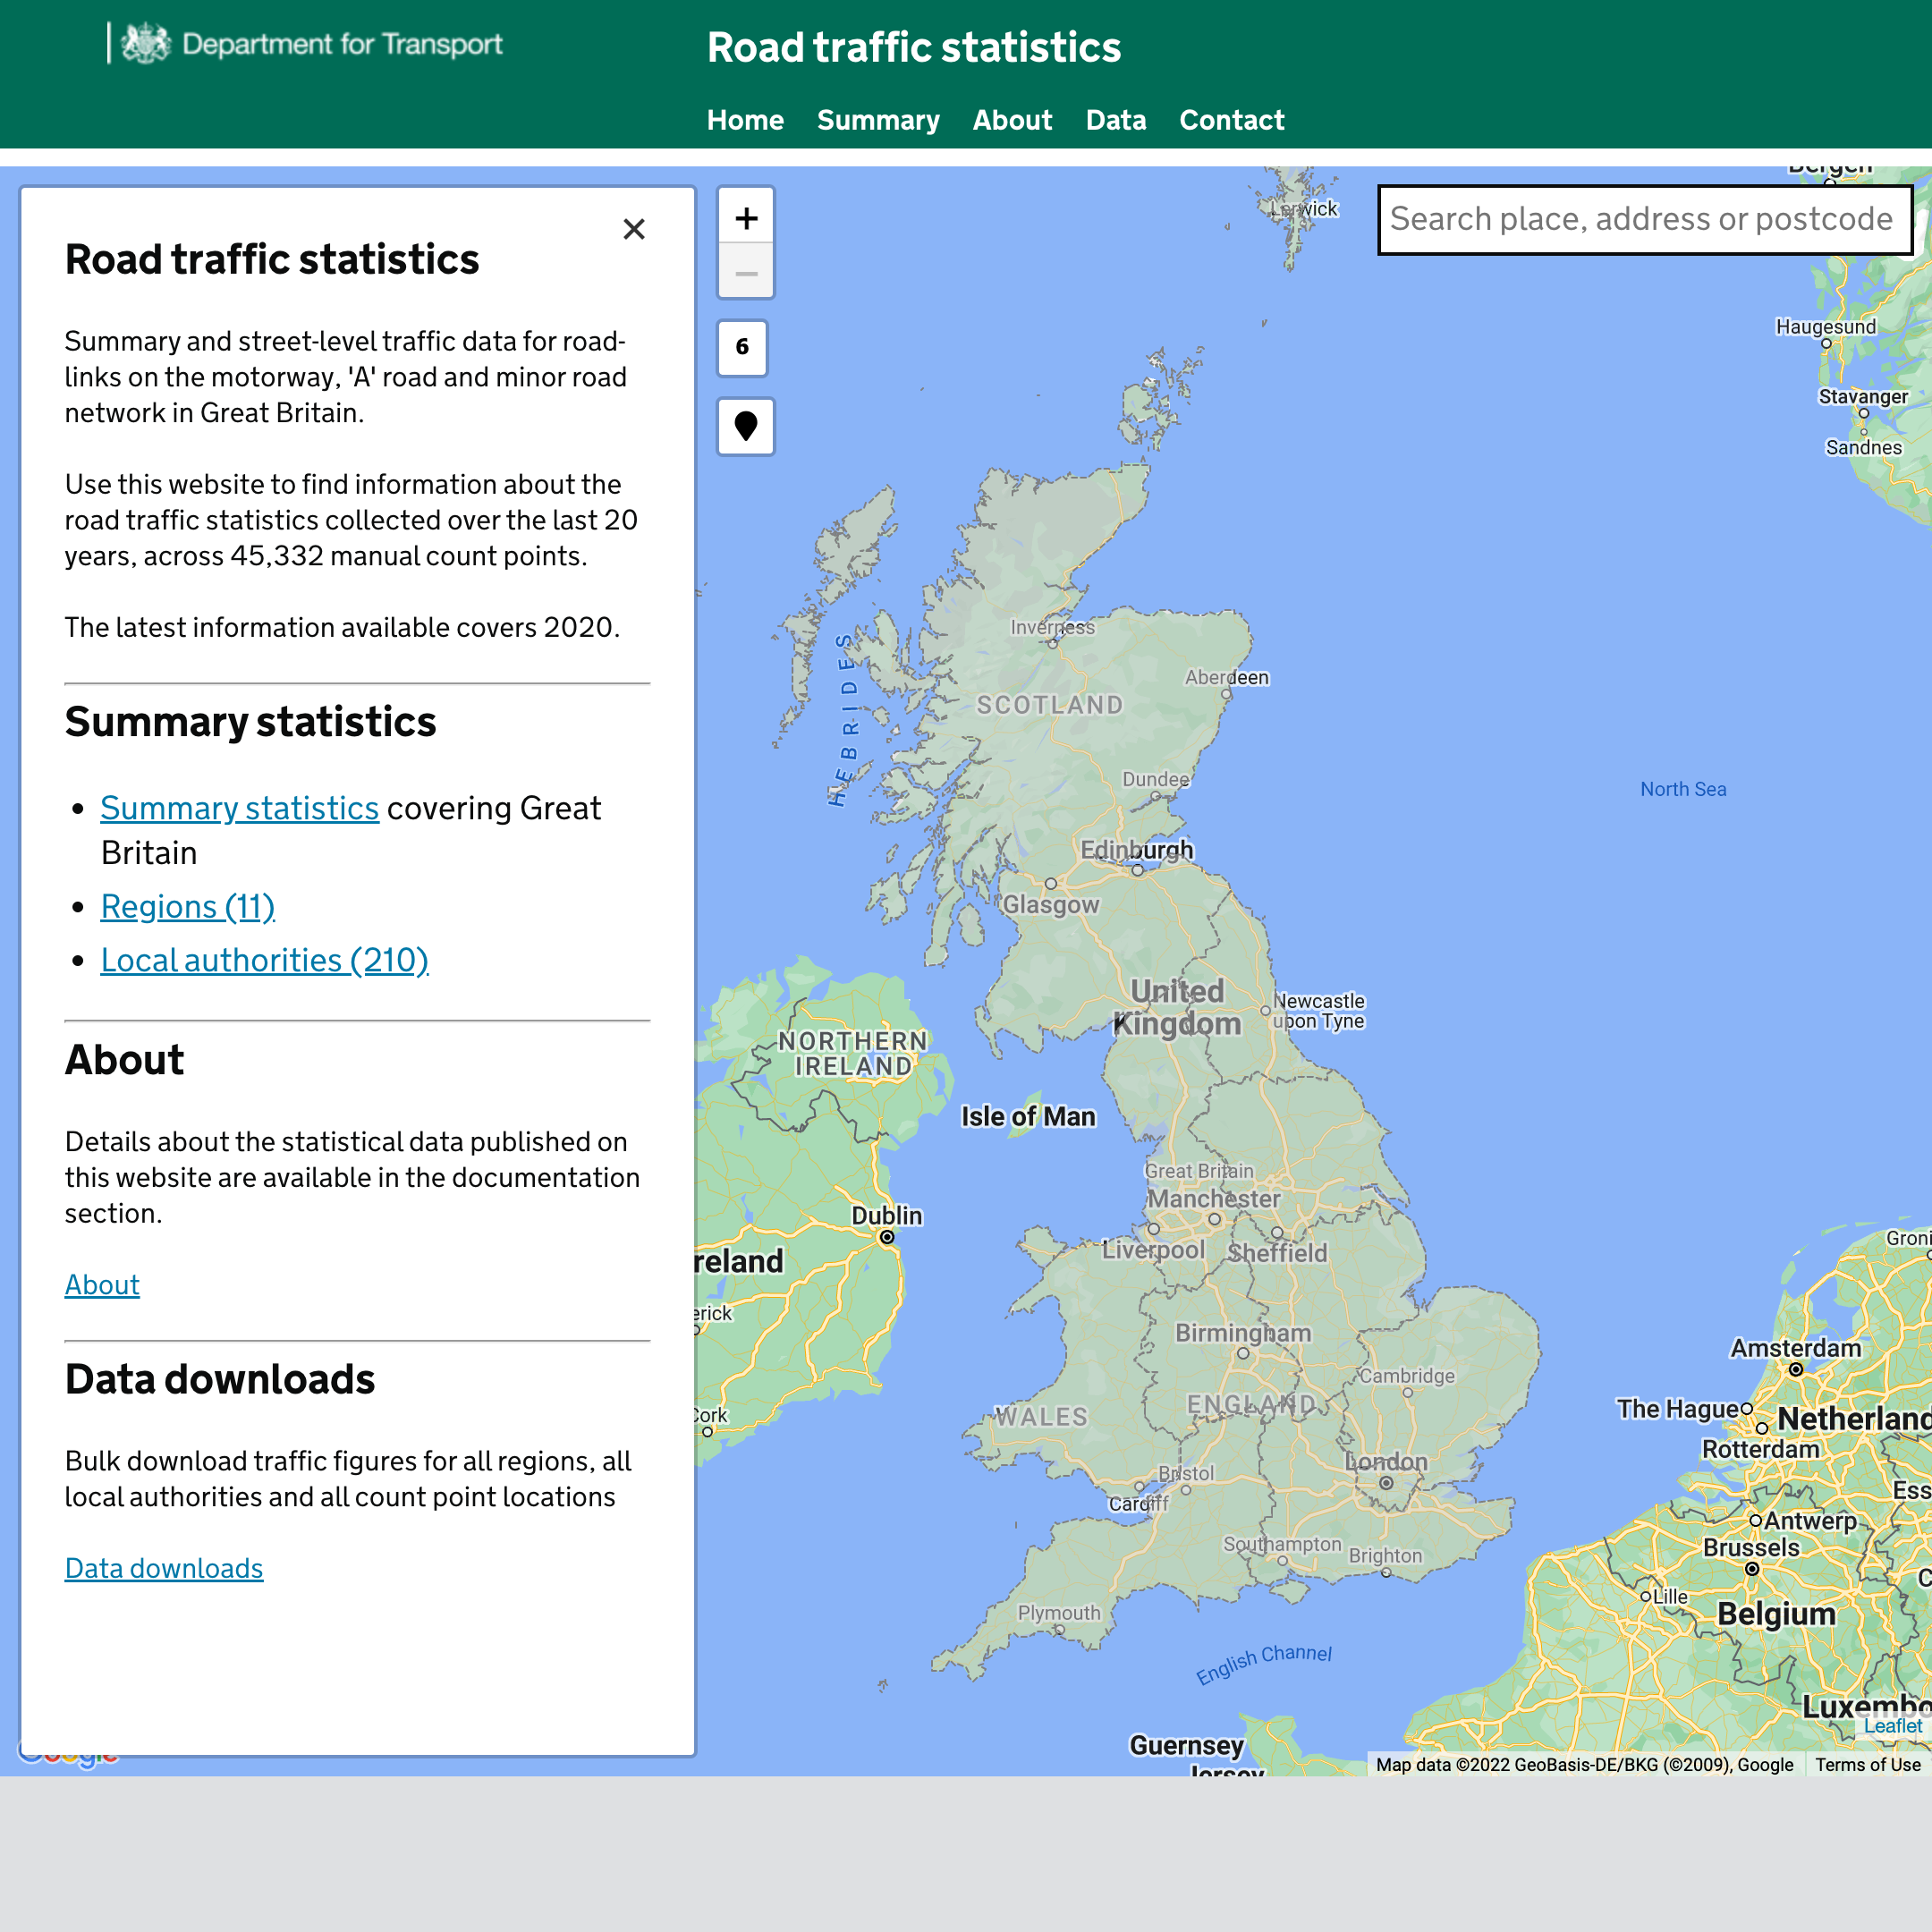 Department for Transport
Road traffic statistics
Home Summary About Data Contact
Road traffic statistics
Summary and street-level traffic data for road-
links on the motorway, 'A' road and minor road
network in Great Britain.
Use this website to find information about the
road traffic statistics collected over the last 20
years, across 45,332 manual count points.
The latest information available covers 2020.
Summary statistics
Summary statistics covering Great
Britain
Regions (11)
Local authorities (210)
About
Details about the statistical data published on
this website are available in the documentation
section.
About
Data downloads
Bulk download traffic figures for all regions, all
local authorities and all count point locations
Data downloads
+
−
6
Search place, address or postcode
Bergen
Lerwick
Haugesund
Stavanger
Sandnes
HEBRIDES
Inverness
Aberdeen
SCOTLAND
Dundee
North Sea
Edinburgh
Glasgow
United
Kingdom
Newcastle
upon Tyne
NORTHERN
IRELAND
Isle of Man
Great Britain
Manchester
Dublin
Liverpool
Sheffield
reland
erick
Groni
Birmingham
Amsterdam
Cambridge
ENGLAND
WALES
Cork
The Hague
Netherland
Rotterdam
London
Bristol
Cardiff
Ess
Antwerp
Southampton
Brighton
Brussels
C
Lille
Plymouth
Belgium
English Channel
Luxembo
Leaflet
Guernsey
Jersey
Google
Map data ©2022 GeoBasis-DE/BKG (©2009), Google
Terms of Use